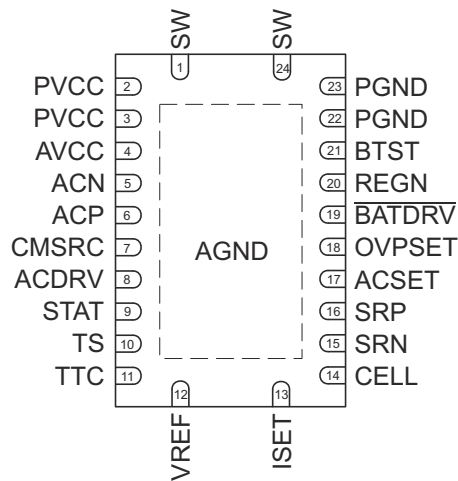 SW
SW
1
24
PVCC 2
23 PGND
PVCC 3
22 PGND
AVCC 4
21 BTST
ACN 5
20 REGN
ACP 6
19 BATDRV
CMSRC 7
AGND
18 OVPSET
ACDRV 8
17 ACSET
STAT 9
16 SRP
TS 10
15 SRN
TTC 11
14 CELL
12
13
VREF
ISET